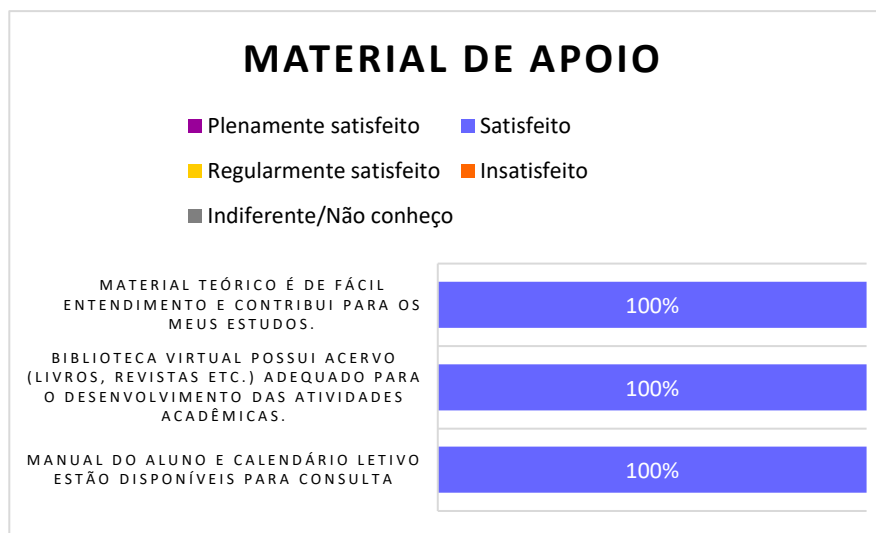 MATERIAL DE APOIO
Plenamente satisfeito
Satisfeito
Regularmente satisfeito
Insatisfeito
Indiferente/Não conheço
MATERIAL TEÓRICO É DE FÁCIL
ENTENDIMENTO E CONTRIBUI PARA OS
MEUS ESTUDOS.
100%
BIBLIOTECA VIRTUAL POSSUI ACERVO
(LIVROS, REVISTAS ETC.) ADEQUADO PARA
O DESENVOLVIMENTO DAS ATIVIDADES
ACADÊMICAS.
100%
MANUAL DO ALUNO E CALENDÁRIO LETIVO
ESTÃO DISPONÍVEIS PARA CONSULTA
100%